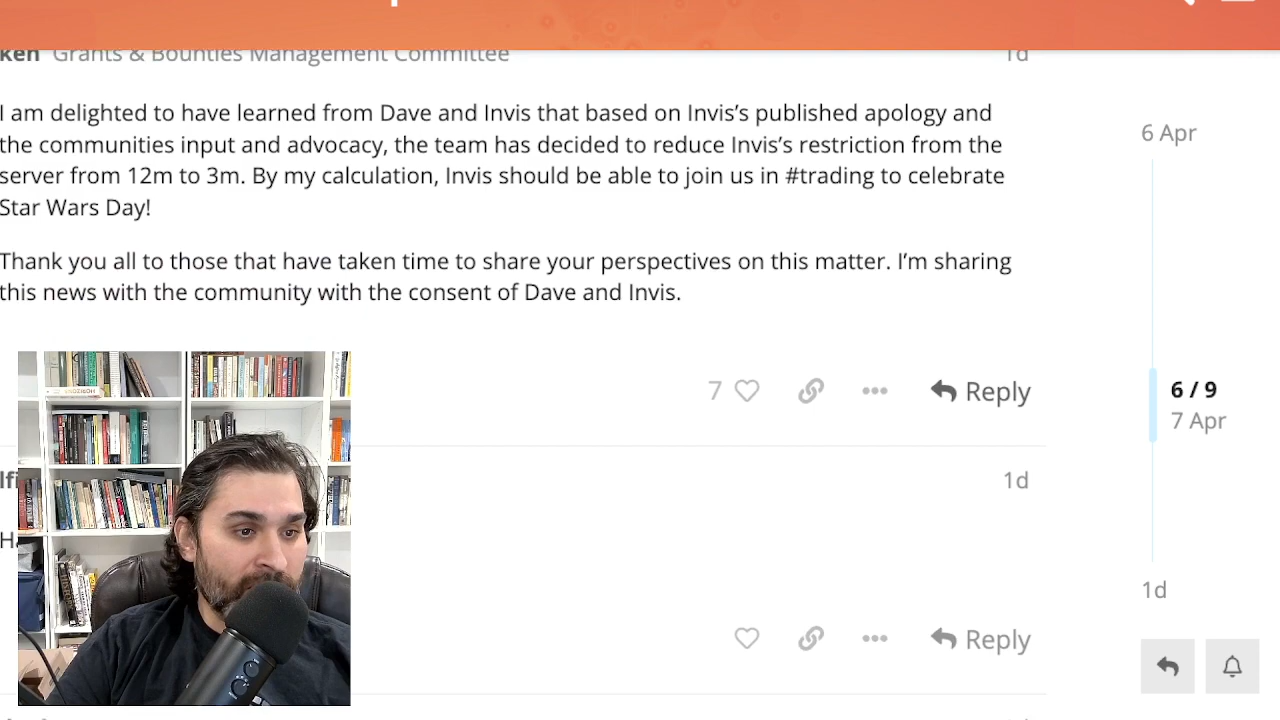 ken Grants & Bounties Management Committee 1d
I am delighted to have learned from Dave and Invis that based on Invis’s published apology and
the communities input and advocacy, the team has decided to reduce Invis’s restriction from the
server from 12m to 3m. By my calculation, Invis should be able to join us in #trading to celebrate
Star Wars Day!
Thank you all to those that have taken time to share your perspectives on this matter. I’m sharing
this news with the community with the consent of Dave and Invis.
7 Reply
1d
Reply
6 Apr
6 / 9
7 Apr
1d